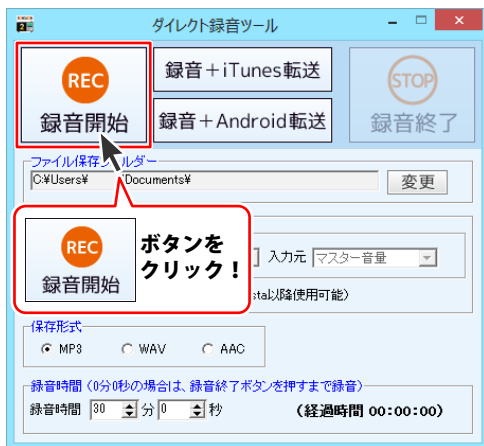 ダイレクト録音ツール
REC
録音開始
録音+iTunes転送
録音+Android転送
STOP
録音終了
ファイル保存フォルダー
C:¥Users¥ Documents¥
変更
REC
録音開始
ボタンを
クリック!
入力元 マスター音量
以降使用可能)
保存形式
MP3 WAV AAC
録音時間 (0分0秒の場合は、録音終了ボタンを押すまで録音)
録音時間 30 分 0 秒 (経過時間 00:00:00)